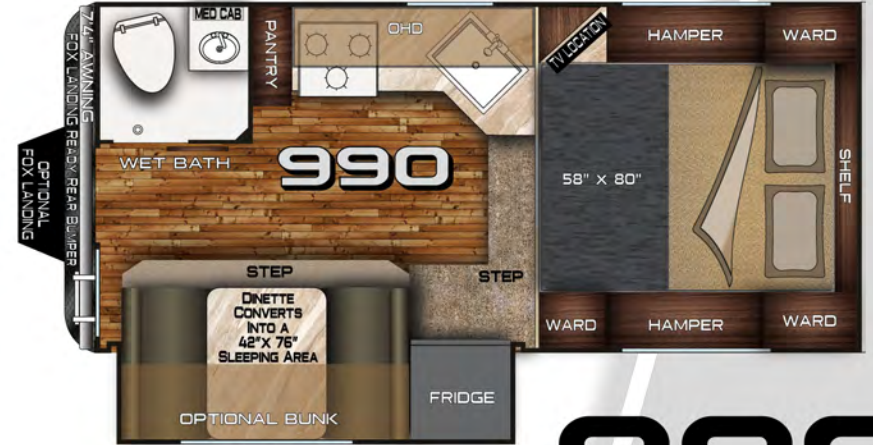 MED CAB
PANTRY
OHD
TV LOCATION
HAMPER
WARD
7'4" AWNING
FOX LANDING READY REAR BUMPER
OPTIONAL
FOX LANDING
WET BATH
990
58" X 80"
SHELF
STEP
STEP
DINETTE
CONVERTS
INTO A
42"X 76"
SLEEPING AREA
WARD
HAMPER
WARD
OPTIONAL BUNK
FRIDGE